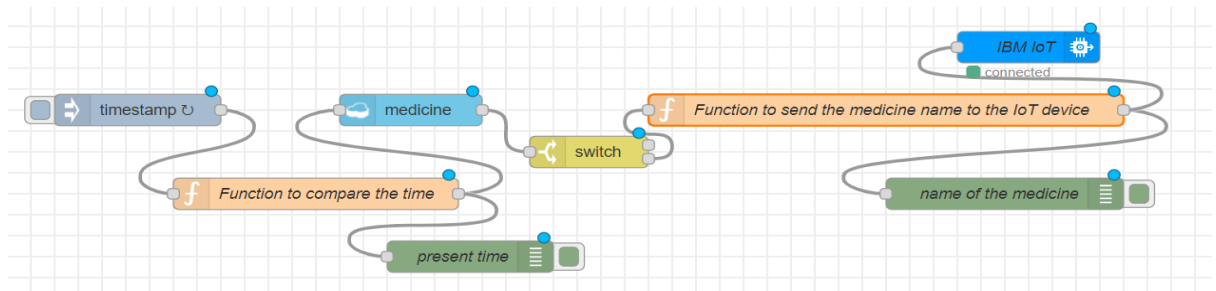 IBM IoT
connected
timestamp ↻
medicine
Function to send the medicine name to the IoT device
switch
Function to compare the time
name of the medicine
present time